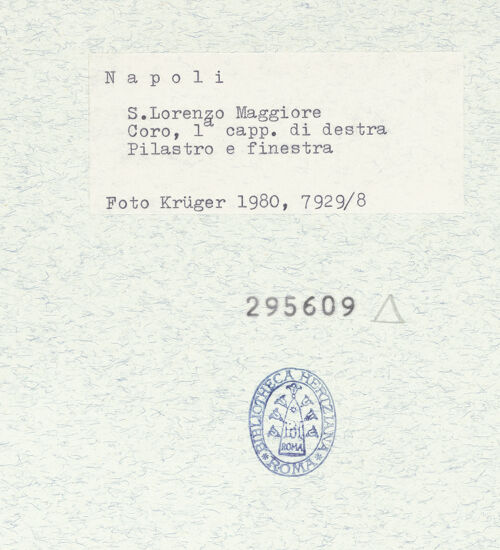 N a p o l i
S.Lorenzo Maggiore
Coro, 1a capp. di destra
Pilastro e finestra
Foto Krüger 1980, 7929/8
295609
BIBLIOTHECA HERTZIANA
ROMA
* ROMA *